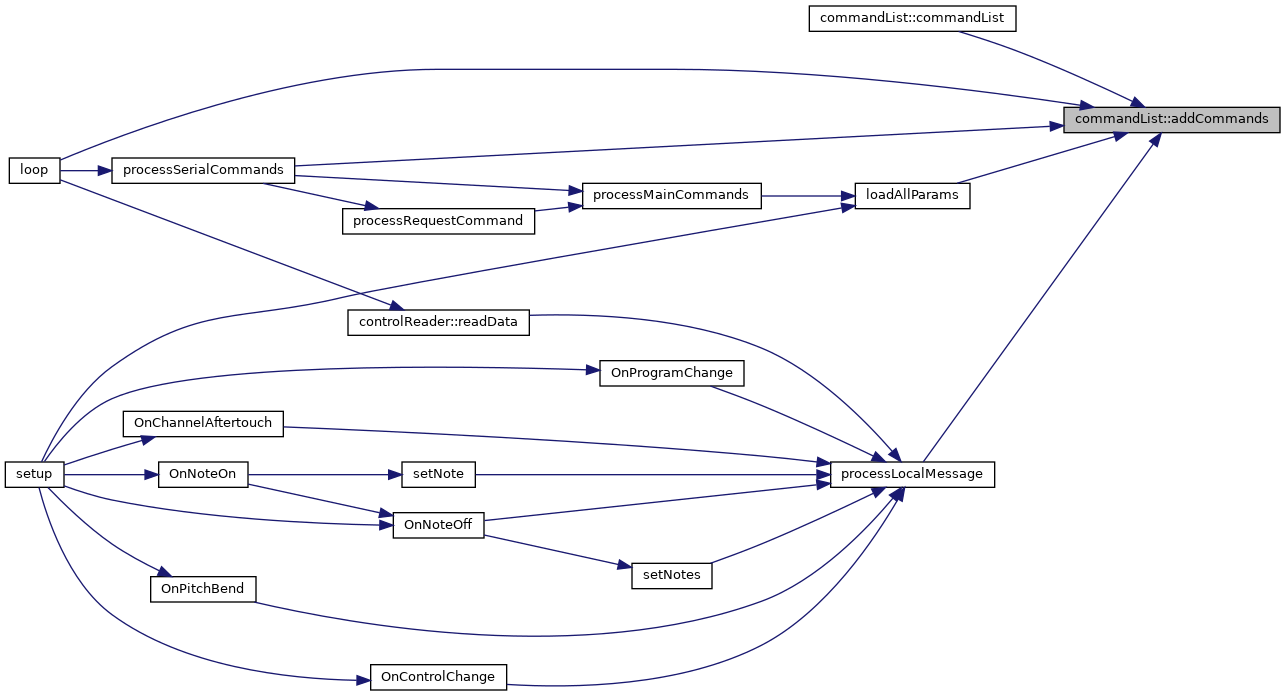 commandList::commandList
commandList::addCommands
loop
processSerialCommands
processMainCommands
loadAllParams
processRequestCommand
controlReader::readData
OnProgramChange
OnChannelAftertouch
setup
OnNoteOn
setNote
processLocalMessage
OnNoteOff
setNotes
OnPitchBend
OnControlChange